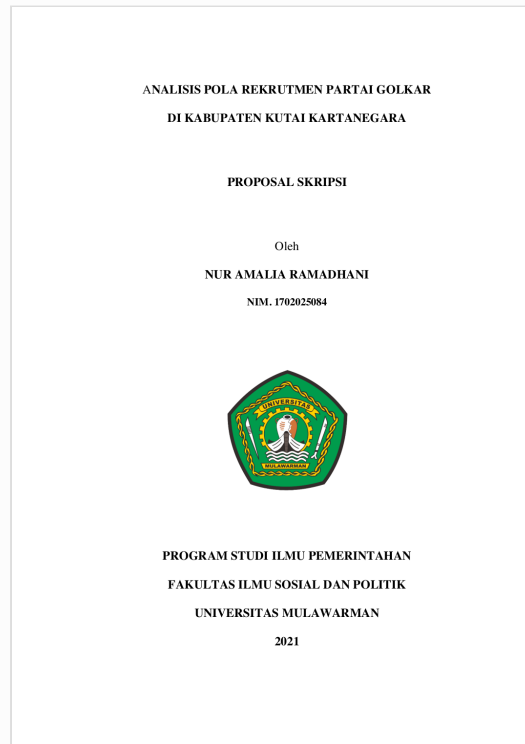 ANALISIS POLA REKRUTMEN PARTAI GOLKAR
DI KABUPATEN KUTAI KARTANEGARA
PROPOSAL SKRIPSI
Oleh
NUR AMALIA RAMADHANI
NIM. 1702025084
UNIVERSITAS
MULAWARMAN
PROGRAM STUDI ILMU PEMERINTAHAN
FAKULTAS ILMU SOSIAL DAN POLITIK
UNIVERSITAS MULAWARMAN
2021